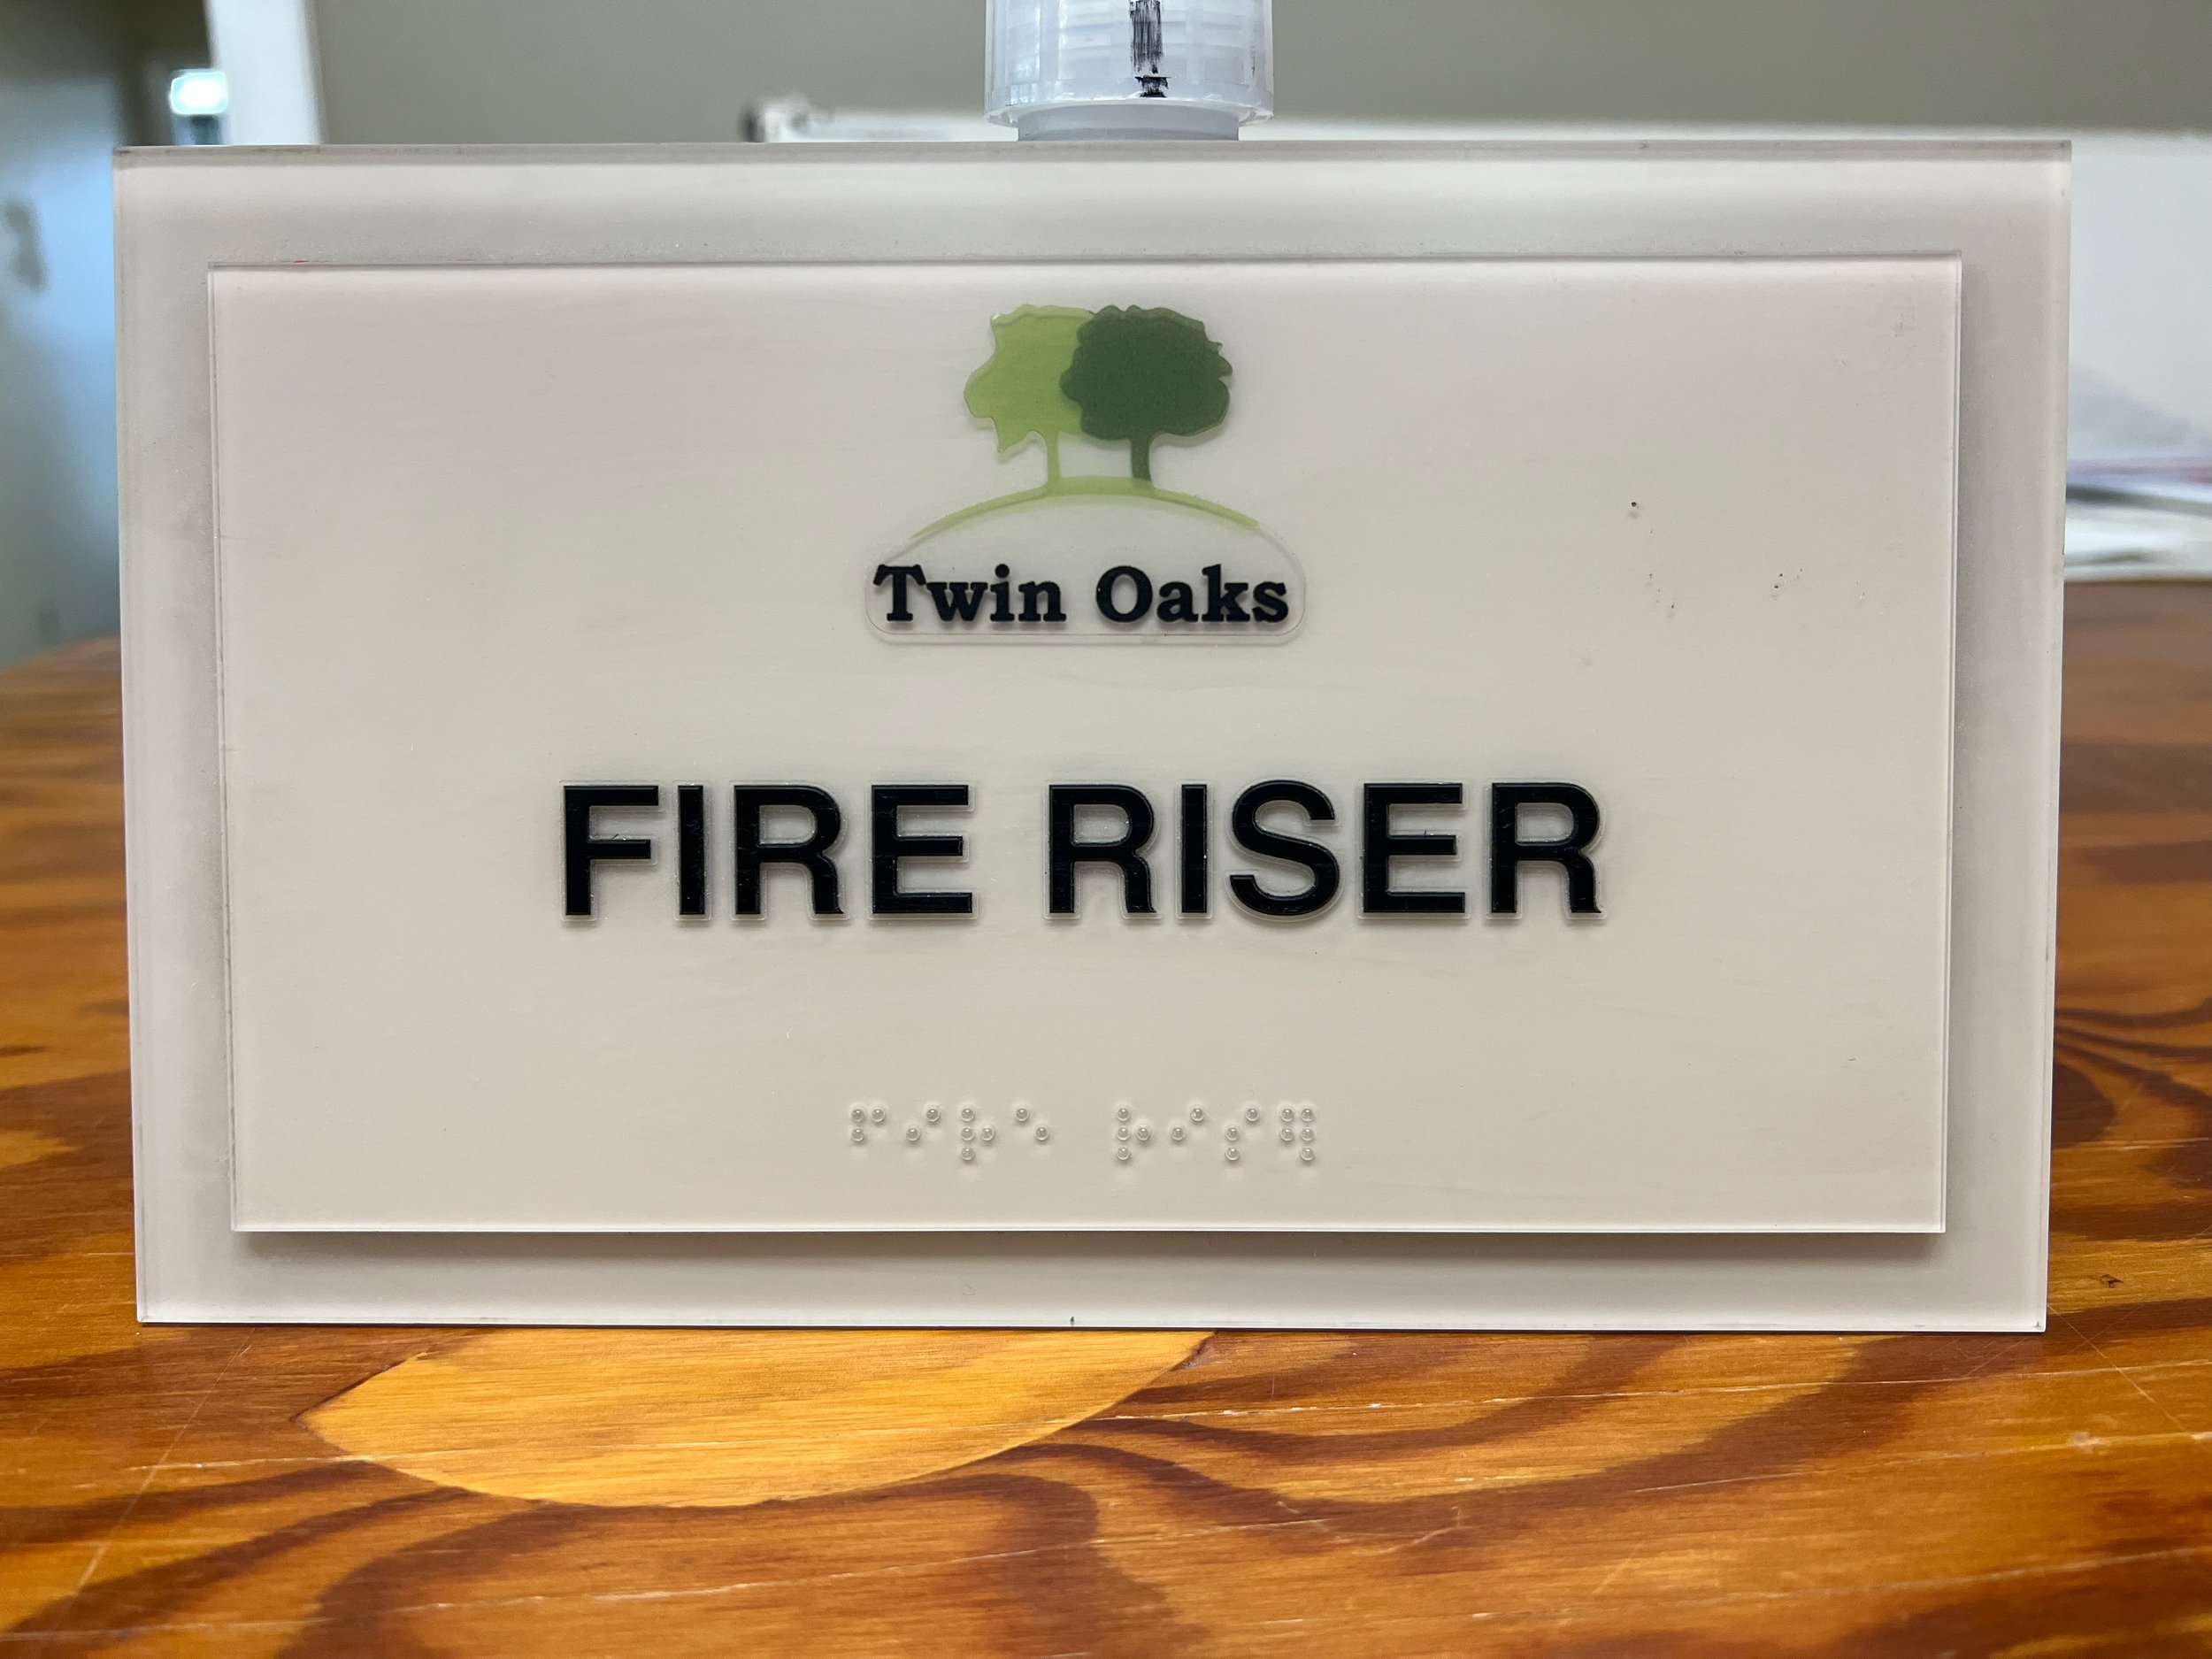 Twin Oaks
FIRE RISER
⠋⠊⠗⠑ ⠗⠊⠎⠻